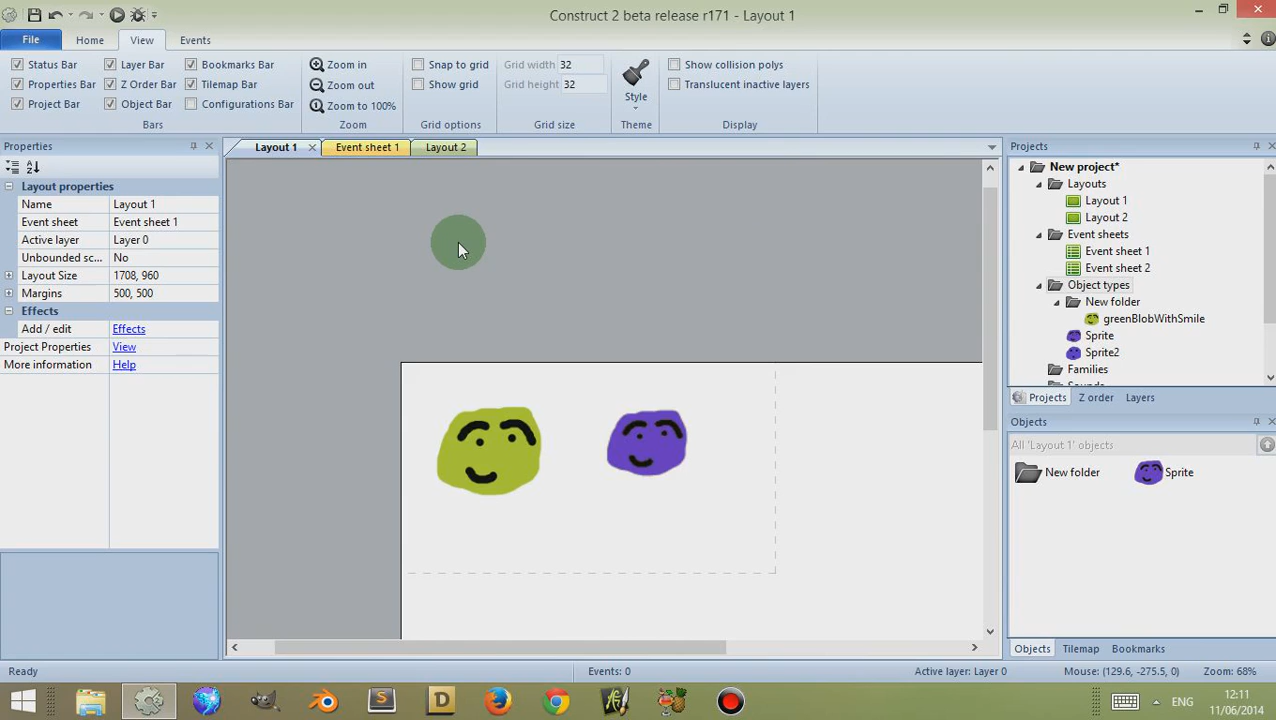 Construct 2 beta release r171 - Layout 1
File Home View Events
Status Bar Layer Bar Bookmarks Bar Zoom in Snap to grid Grid width 32 Show collision polys
Properties Bar Z Order Bar Tilemap Bar Zoom out Show grid Grid height 32 Style Translucent inactive layers
Project Bar Object Bar Configurations Bar Zoom to 100%
Bars Zoom Grid options Grid size Theme Display
Properties
Layout 1 Event sheet 1 Layout 2
Layout properties
Name Layout 1
Event sheet Event sheet 1
Active layer Layer 0
Unbounded sc... No
Layout Size 1708, 960
Margins 500, 500
Effects
Add / edit Effects
Project Properties View
More information Help
Projects
New project*
Layouts
Layout 1
Layout 2
Event sheets
Event sheet 1
Event sheet 2
Object types
New folder
greenBlobWithSmile
Sprite
Sprite2
Families
Projects Z order Layers
Objects
All 'Layout 1' objects
New folder Sprite
Objects Tilemap Bookmarks
Ready Events: 0 Active layer: Layer 0 Mouse: (129.6, -275.5, 0) Zoom: 68%
ENG 12:11
11/06/2014